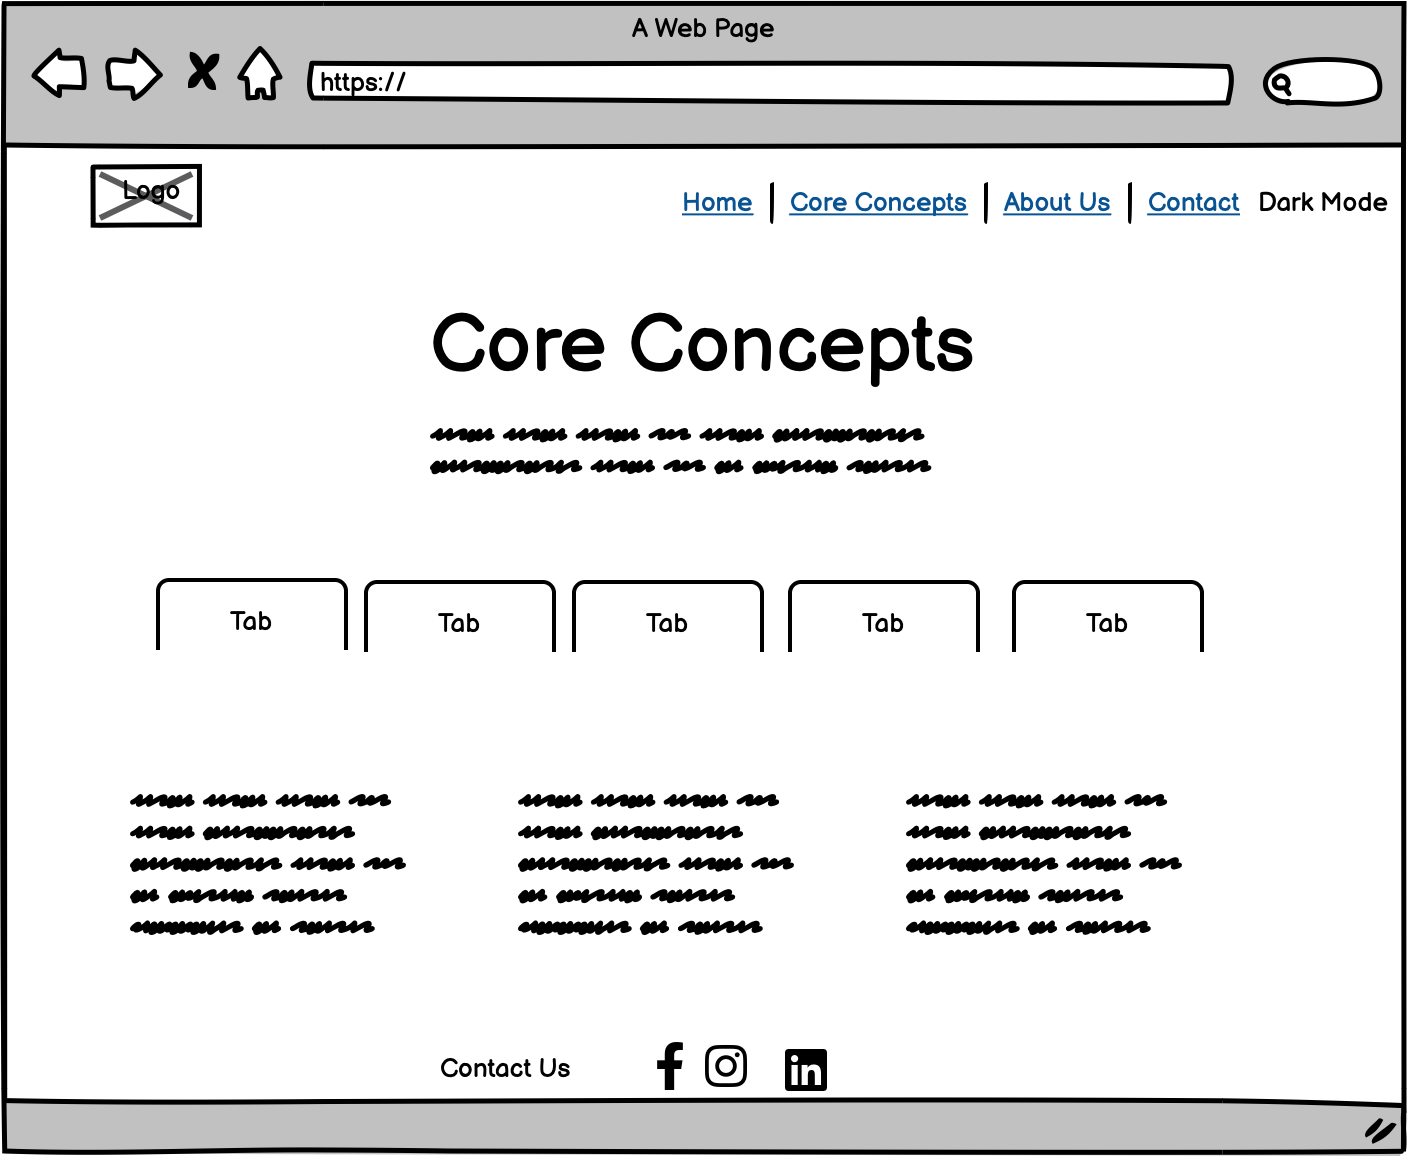 A Web Page
https://
Logo
Home Core Concepts About Us Contact Dark Mode
Core Concepts
Tab Tab Tab Tab Tab
Contact Us
in